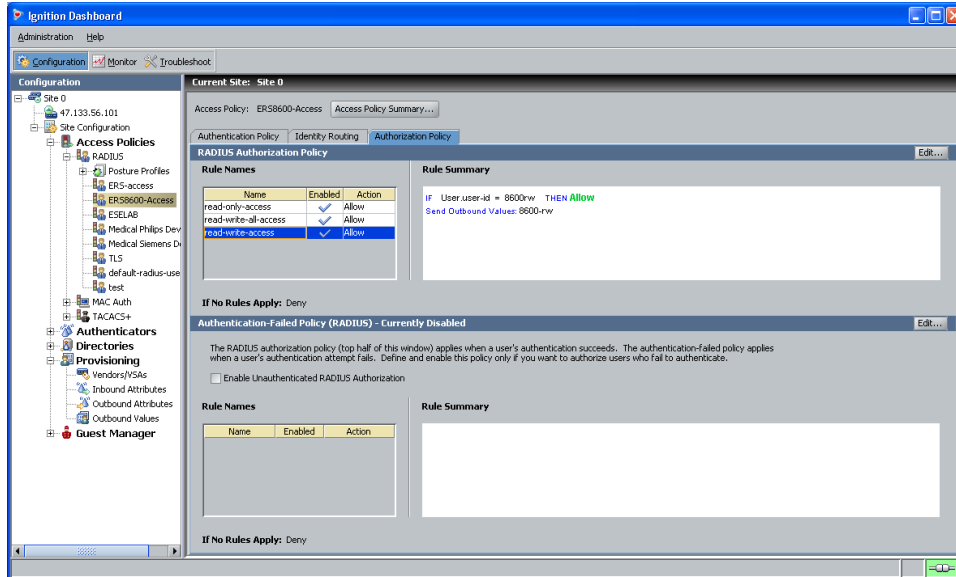 Ignition Dashboard
Administration Help
Configuration Monitor Troubleshoot
Configuration
Site 0
47.133.56.101
Site Configuration
Access Policies
RADIUS
Posture Profiles
ERS-access
ERS8600-Access
ESELAB
Medical Philips Dev
Medical Siemens D
TLS
default-radius-use
test
MAC Auth
TACACS+
Authenticators
Directories
Provisioning
Vendors/VSAs
Inbound Attributes
Outbound Attributes
Outbound Values
Guest Manager
Current Site: Site 0
Access Policy: ERS8600-Access Access Policy Summary...
Authentication Policy Identity Routing Authorization Policy
RADIUS Authorization Policy Edit...
Rule Names Rule Summary
Name Enabled Action
read-only-access Allow
read-write-all-access Allow
read-write-access Allow
IF User.user-id = 8600rw THEN Allow
Send Outbound Values: 8600-rw
If No Rules Apply: Deny
Authentication-Failed Policy (RADIUS) - Currently Disabled Edit...
The RADIUS authorization policy (top half of this window) applies when a user's authentication succeeds. The authentication-failed policy applies
when a user's authentication attempt fails. Define and enable this policy only if you want to authorize users who fail to authenticate.
Enable Unauthenticated RADIUS Authorization
Rule Names Rule Summary
Name Enabled Action
If No Rules Apply: Deny